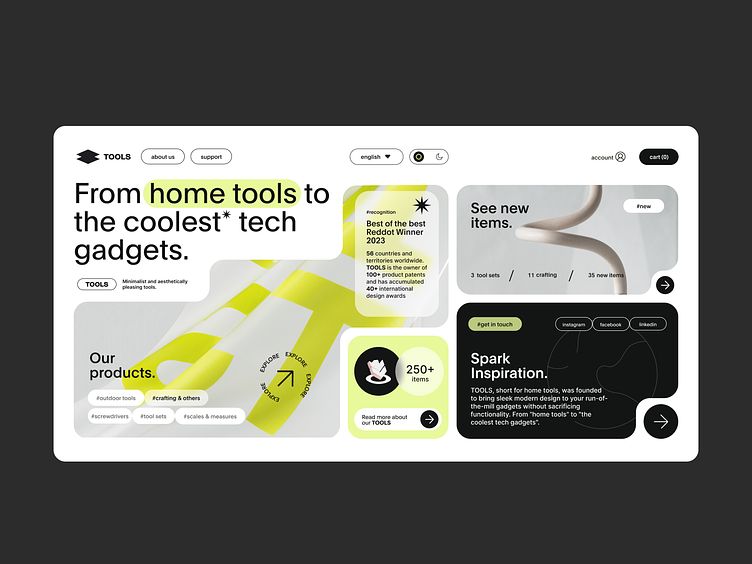 TOOLS
about us
support
english
account
cart (0)
From home tools to
the coolest* tech
gadgets.
TOOLS
Minimalist and aesthetically
pleasing tools.
Our
products.
#outdoor tools
#crafting & others
#screwdrivers
#tool sets
#scales & measures
EXPLORE EXPLORE EXPLORE EXPLORE
#recognition
Best of the best
Reddot Winner
2023
56 countries and
territories worldwide.
TOOLS is the owner of
100+ product patents
and has accumulated
40+ international
design awards
250+
items
Read more about
our TOOLS
See new
items.
#new
3 tool sets / 11 crafting / 35 new items
#get in touch
instagram
facebook
linkedin
Spark
Inspiration.
TOOLS, short for home tools, was founded
to bring sleek modern design to your run-of-
the-mill gadgets without sacrificing
functionality. From "home tools" to "the
coolest tech gadgets".